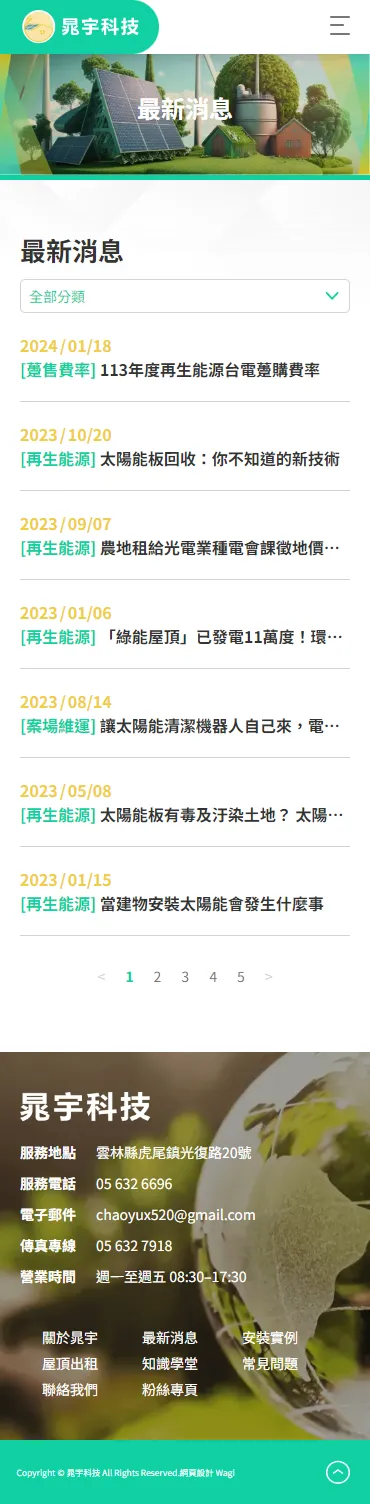 晁宇科技
最新消息
最新消息
全部分類
2024/01/18
[躉售費率] 113年度再生能源台電躉購費率
2023/10/20
[再生能源] 太陽能板回收：你不知道的新技術
2023/09/07
[再生能源] 農地租給光電業種電會課徵地價…
2023/01/06
[再生能源] 「綠能屋頂」已發電11萬度！環…
2023/08/14
[案場維運] 讓太陽能清潔機器人自己來，電…
2023/05/08
[再生能源] 太陽能板有毒及汙染土地？ 太陽…
2023/01/15
[再生能源] 當建物安裝太陽能會發生什麼事
< 1 2 3 4 5 >
晁宇科技
服務地點 雲林縣虎尾鎮光復路20號
服務電話 05 632 6696
電子郵件 chaoyux520@gmail.com
傳真專線 05 632 7918
營業時間 週一至週五 08:30–17:30
關於晁宇 最新消息 安裝實例
屋頂出租 知識學堂 常見問題
聯絡我們 粉絲專頁
Copyright © 晁宇科技 All Rights Reserved.網頁設計 Wagl